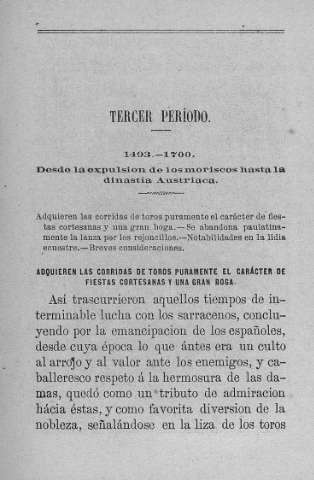 TERCER PERÍODO.
1493.—1700.
Desde la expulsion de los moriscos hasta la
dinastía Austriaca.
Adquieren las corridas de toros puramente el carácter de fies-
tas cortesanas y una gran boga.—Se abandona paulatina-
mente la lanza por los rejoncillos.—Notabilidades en la lidia
ecuestre.—Breves consideraciones.
ADQUIEREN LAS CORRIDAS DE TOROS PURAMENTE EL CARÁCTER DE
FIESTAS CORTESANAS Y UNA GRAN BOGA.
Así trascurrieron aquellos tiempos de in-
terminable lucha con los sarracenos, conclu-
yendo por la emancipacion de los españoles,
desde cuya época lo que ántes era un culto
al arrojo y al valor ante los enemigos, y ca-
balleresco respeto á la hermosura de las da-
mas, quedó como un tributo de admiracion
hácia éstas, y como favorita diversion de la
nobleza, señalándose en la liza de los toros